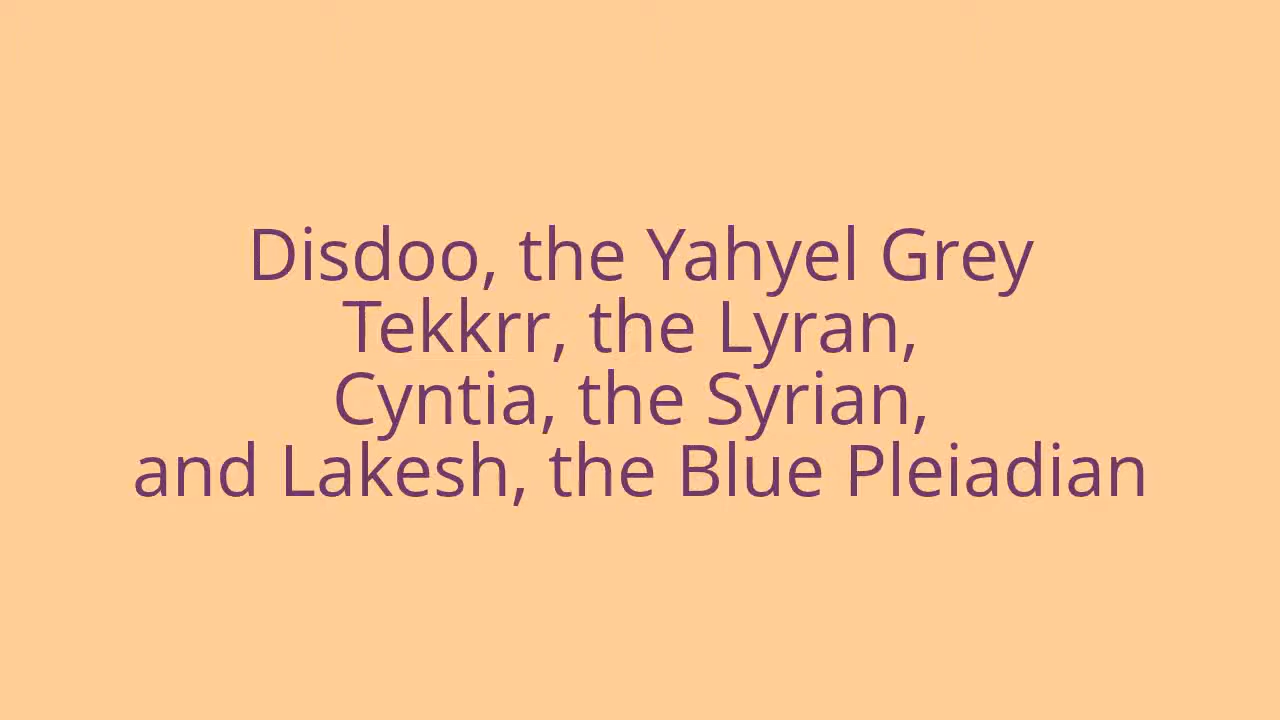 Disdoo, the Yahyel Grey
Tekkrr, the Lyran,
Cyntia, the Syrian,
and Lakesh, the Blue Pleiadian